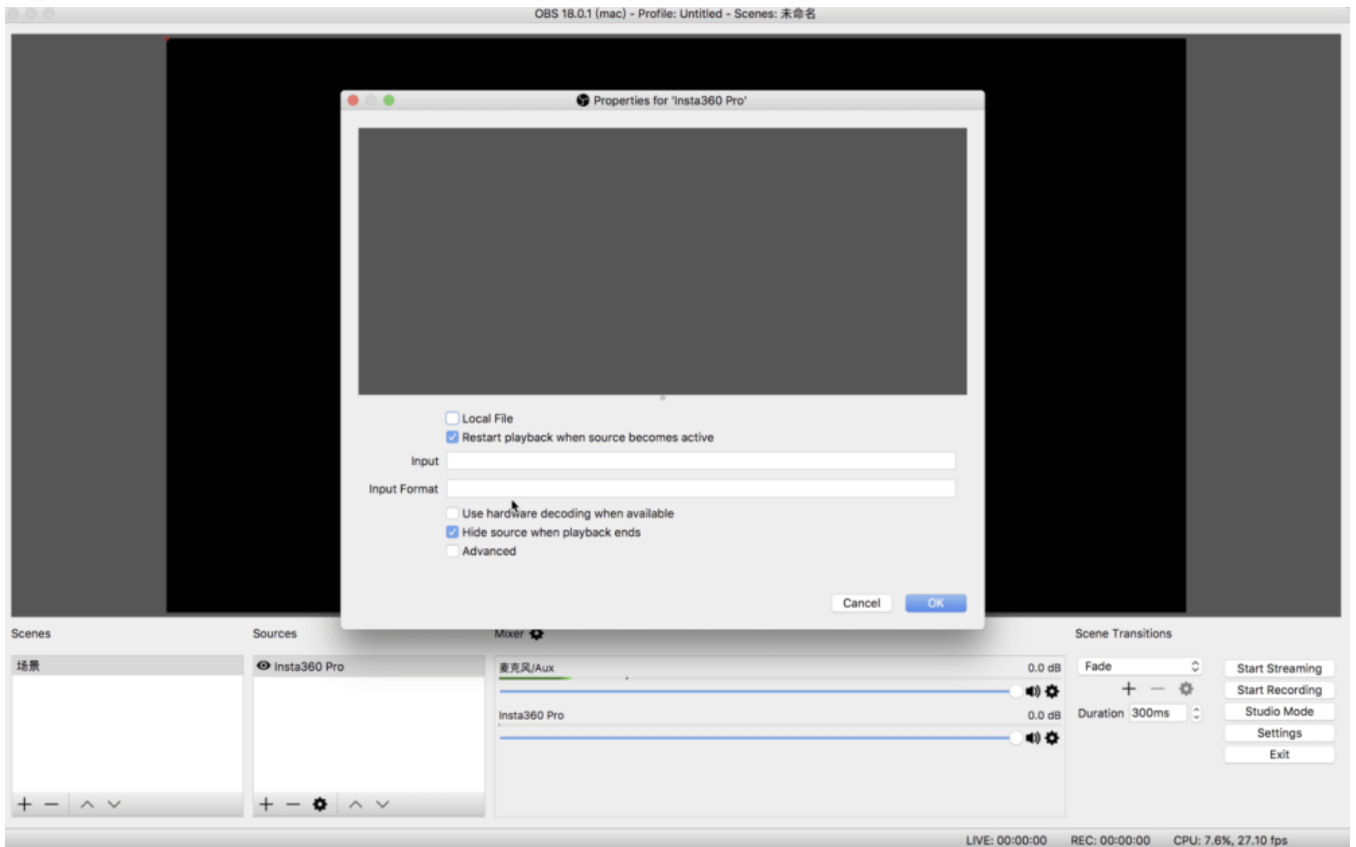 OBS 18.0.1 (mac) - Profile: Untitled - Scenes: 未命名
Properties for 'Insta360 Pro'
Local File
Restart playback when source becomes active
Input
Input Format
Use hardware decoding when available
Hide source when playback ends
Advanced
Cancel
OK
Scenes
Sources
Mixer
Scene Transitions
场景
Insta360 Pro
麦克风/Aux
0.0 dB
Insta360 Pro
0.0 dB
Fade
Duration 300ms
Start Streaming
Start Recording
Studio Mode
Settings
Exit
LIVE: 00:00:00 REC: 00:00:00 CPU: 7.6%, 27.10 fps